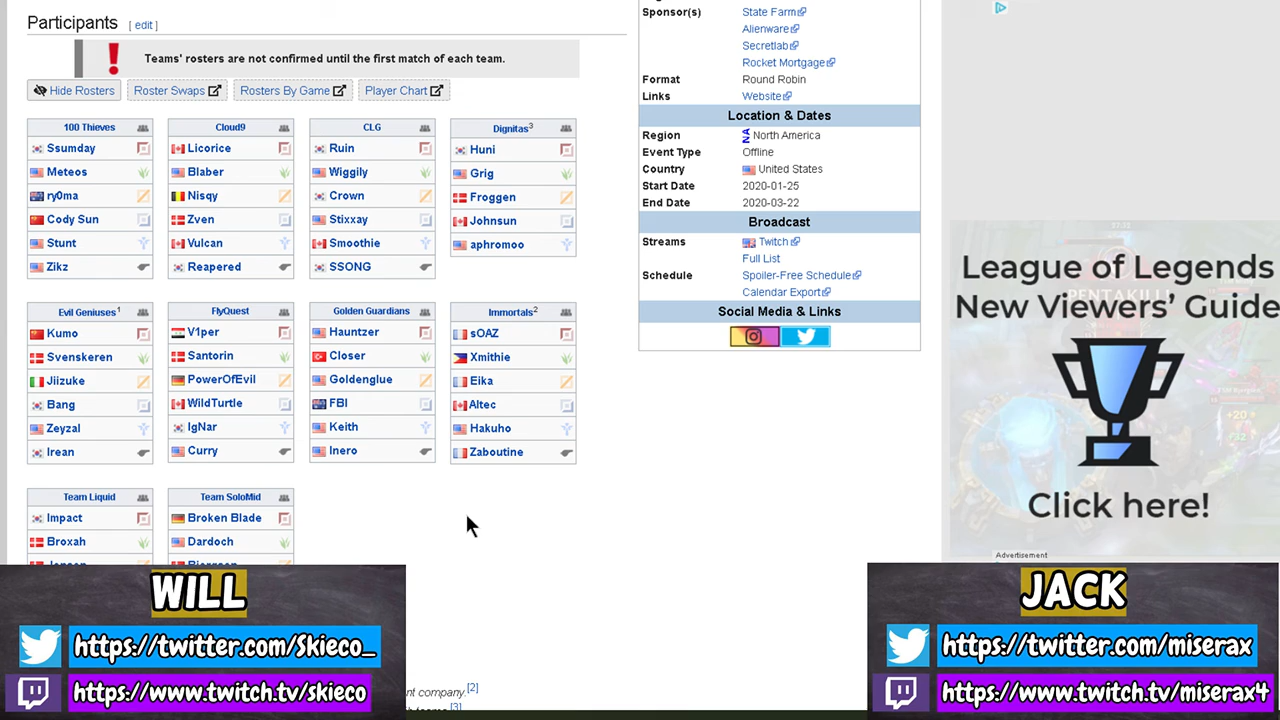 Participants [ edit ]
Teams' rosters are not confirmed until the first match of each team.
Hide Rosters Roster Swaps Rosters By Game Player Chart
100 Thieves
Ssumday
Meteos
ry0ma
Cody Sun
Stunt
Zikz
Cloud9
Licorice
Blaber
Nisqy
Zven
Vulcan
Reapered
CLG
Ruin
Wiggily
Crown
Stixxay
Smoothie
SSONG
Dignitas3
Huni
Grig
Froggen
Johnsun
aphromoo
Evil Geniuses1
Kumo
Svenskeren
Jiizuke
Bang
Zeyzal
Irean
FlyQuest
V1per
Santorin
PowerOfEvil
WildTurtle
IgNar
Curry
Golden Guardians
Hauntzer
Closer
Goldenglue
FBI
Keith
Inero
Immortals2
sOAZ
Xmithie
Eika
Altec
Hakuho
Zaboutine
Team Liquid
Impact
Broxah
Team SoloMid
Broken Blade
Dardoch
nt company.[2]
[3]
Sponsor(s) State Farm
Alienware
Secretlab
Rocket Mortgage
Format Round Robin
Links Website
Location & Dates
Region NA North America
Event Type Offline
Country United States
Start Date 2020-01-25
End Date 2020-03-22
Broadcast
Streams Twitch
Full List
Schedule Spoiler-Free Schedule
Calendar Export
Social Media & Links
PENTAKILL!
League of Legends
New Viewers' Guide
Click here!
Advertisement
WILL
https://twitter.com/Skieco_
https://www.twitch.tv/skieco
JACK
https://twitter.com/miserax
https://www.twitch.tv/miserax4